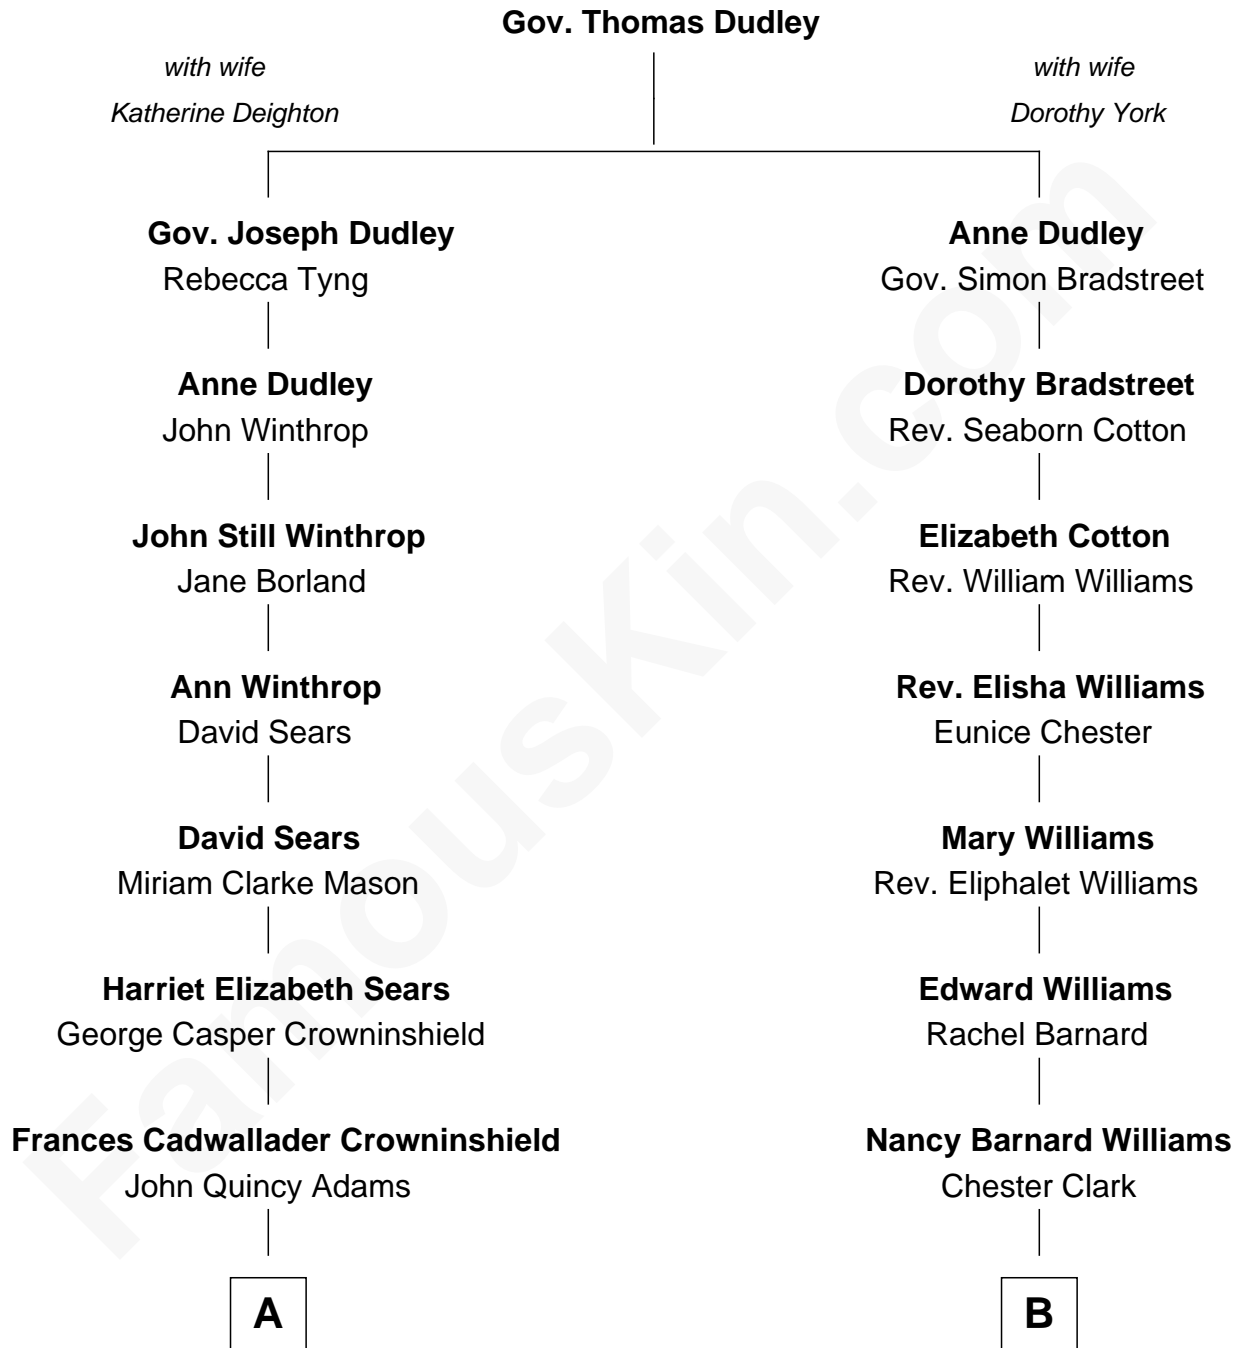 Gov. Thomas Dudley
with wife
Katherine Deighton
with wife
Dorothy York
Gov. Joseph Dudley
Rebecca Tyng
Anne Dudley
Gov. Simon Bradstreet
Anne Dudley
John Winthrop
Dorothy Bradstreet
Rev. Seaborn Cotton
John Still Winthrop
Jane Borland
Elizabeth Cotton
Rev. William Williams
Ann Winthrop
David Sears
Rev. Elisha Williams
Eunice Chester
David Sears
Miriam Clarke Mason
Mary Williams
Rev. Eliphalet Williams
Harriet Elizabeth Sears
George Casper Crowninshield
Edward Williams
Rachel Barnard
Frances Cadwallader Crowninshield
John Quincy Adams
Nancy Barnard Williams
Chester Clark
A
B
FamousKin.com